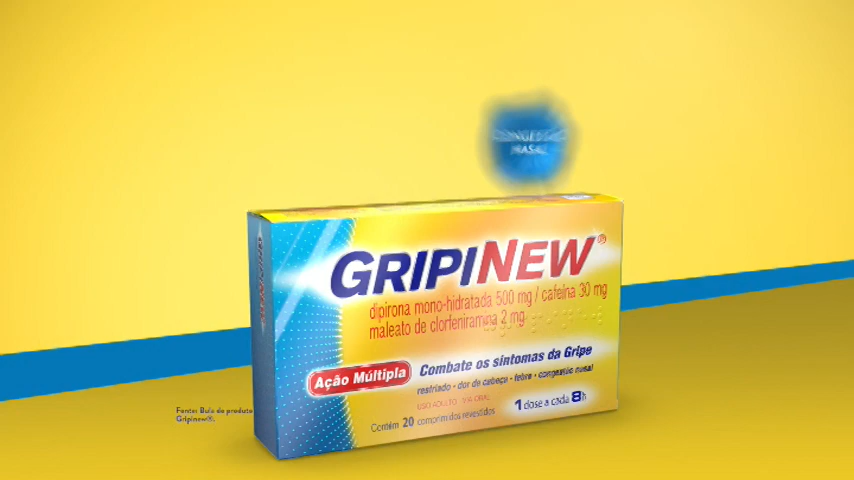 GRIPINEW®
dipirona mono-hidratada 500 mg / cafeína 30 mg
maleato de clorfeniramina 2 mg
Ação Múltipla
Combate os sintomas da Gripe
resfriado • dor de cabeça • febre • congestão nasal
USO ADULTO VIA ORAL
Contém 20 comprimidos revestidos
1 dose a cada 8h
Fonte: Bula do produto
Gripinew®.